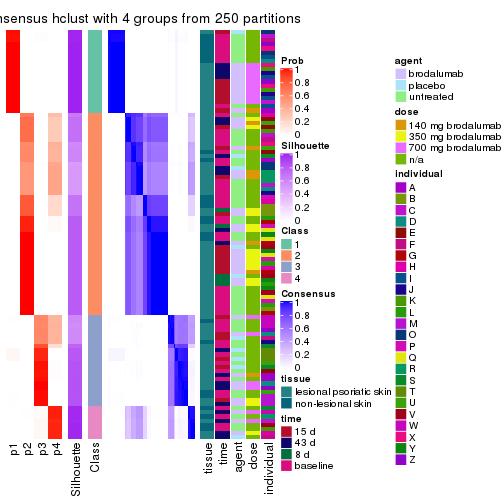 nsensus hclust with 4 groups from 250 partitions
p1
p2
p3
p4
Silhouette
Class
tissue
time
agent
dose
individual
Prob
1
0.8
0.6
0.4
0.2
0
Silhouette
1
0.8
0.6
0.4
0.2
0
Class
1
2
3
4
Consensus
1
0.8
0.6
0.4
0.2
0
tissue
lesional psoriatic skin
non-lesional skin
time
15 d
43 d
8 d
baseline
agent
brodalumab
placebo
untreated
dose
140 mg brodalumab
350 mg brodalumab
700 mg brodalumab
n/a
individual
A
B
C
D
E
F
G
H
I
J
K
L
M
O
P
Q
R
S
T
U
V
W
X
Y
Z